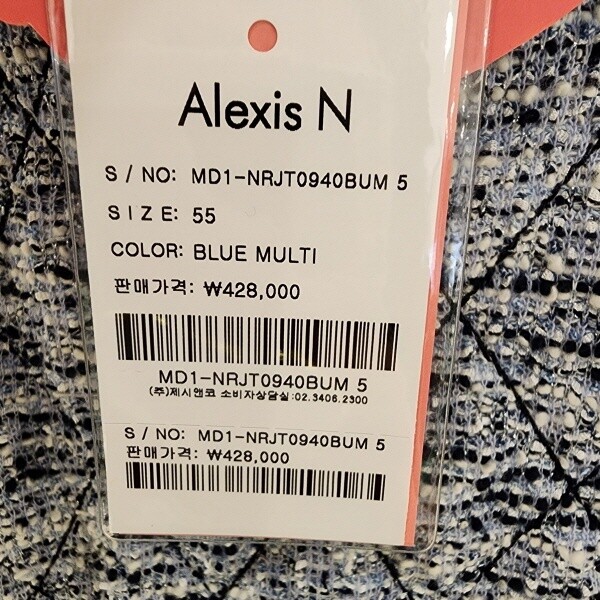 Alexis N
S / NO: MD1-NRJT0940BUM 5
SIZE: 55
COLOR: BLUE MULTI
판매가격: ₩428,000
MD1-NRJT0940BUM 5
(주)제시앤코 소비자상담실:02.3406.2300
S / NO: MD1-NRJT0940BUM 5
판매가격: ₩428,000